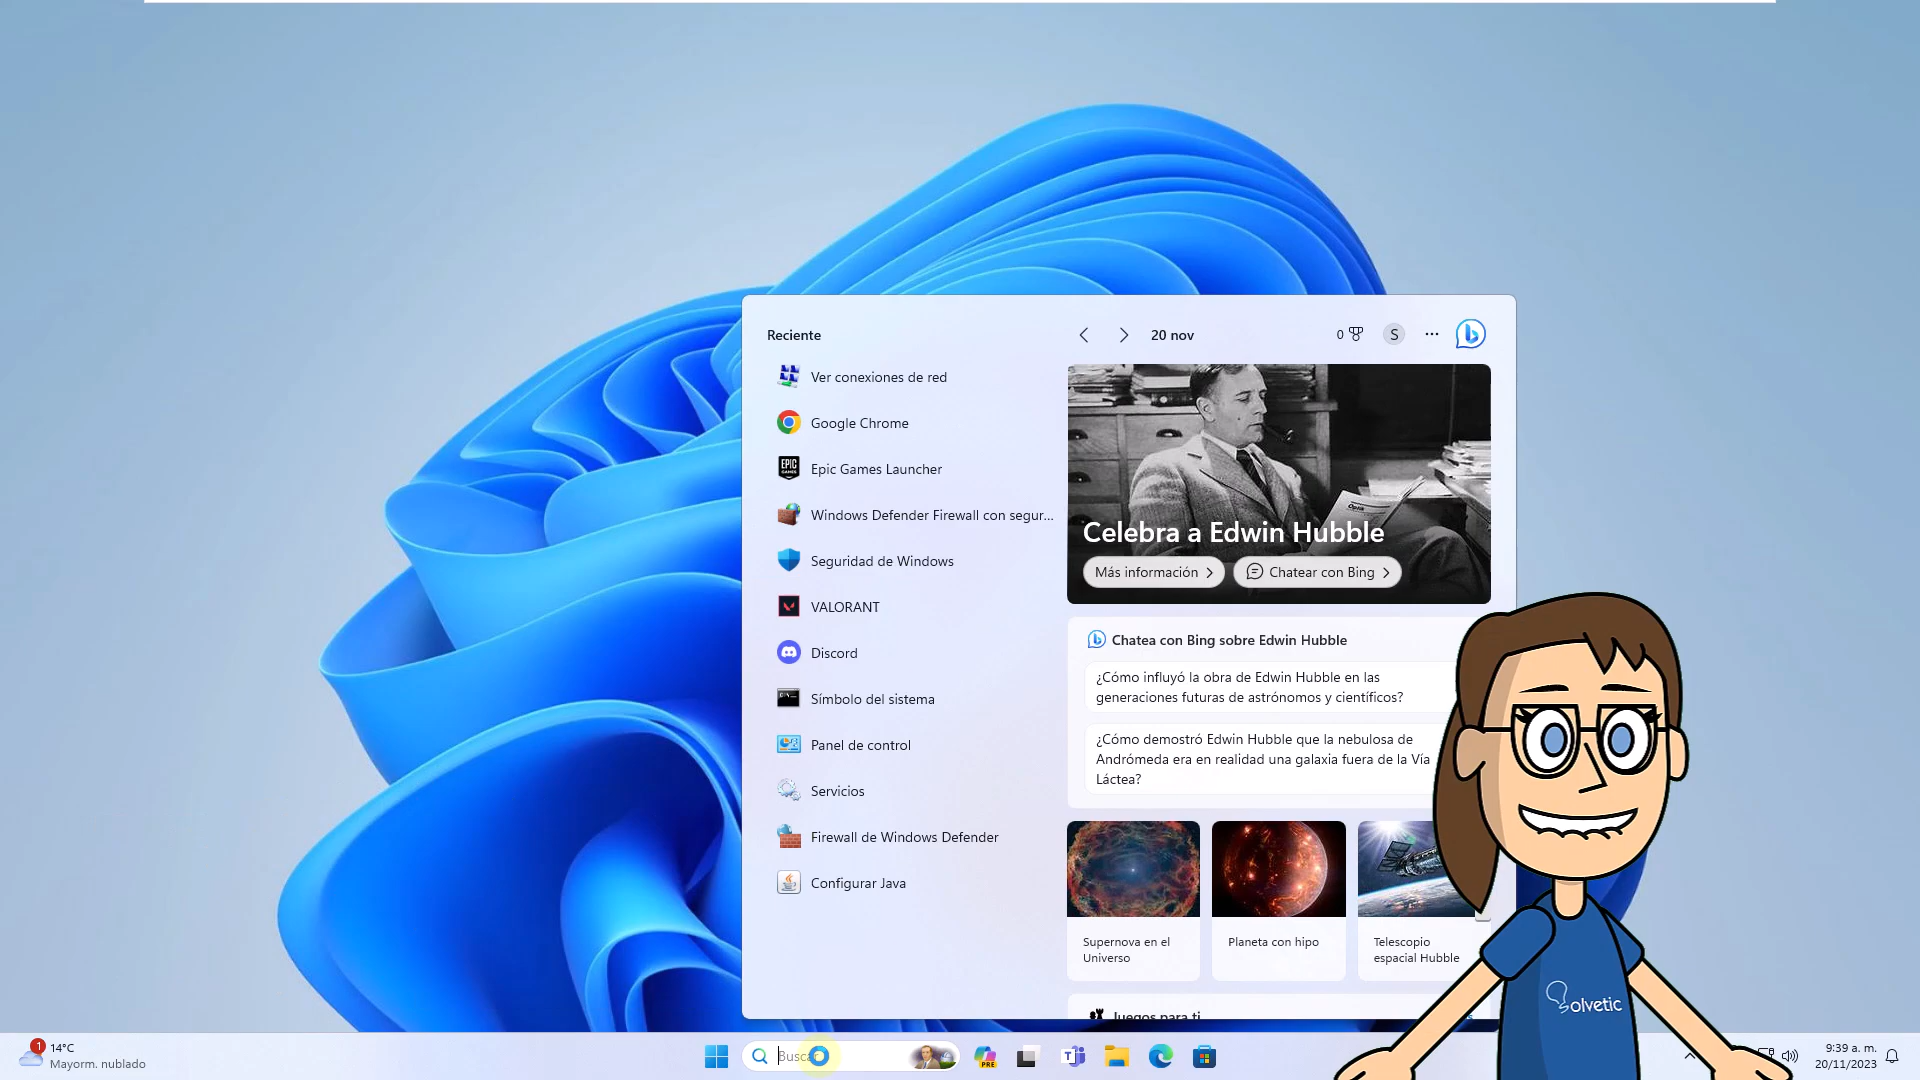 Reciente
Ver conexiones de red
Google Chrome
EPIC
GAMES
Epic Games Launcher
Windows Defender Firewall con segur...
Seguridad de Windows
VALORANT
Discord
Símbolo del sistema
Panel de control
Servicios
Firewall de Windows Defender
Configurar Java
20 nov
0
S
Celebra a Edwin Hubble
Más información
Chatear con Bing
Chatea con Bing sobre Edwin Hubble
¿Cómo influyó la obra de Edwin Hubble en las
generaciones futuras de astrónomos y científicos?
¿Cómo demostró Edwin Hubble que la nebulosa de
Andrómeda era en realidad una galaxia fuera de la Vía
Láctea?
Supernova en el
Universo
Planeta con hipo
Telescopio
espacial Hubble
Juegos para ti
Solvetic
1
14°C
Mayorm. nublado
PRE
9:39 a. m.
20/11/2023